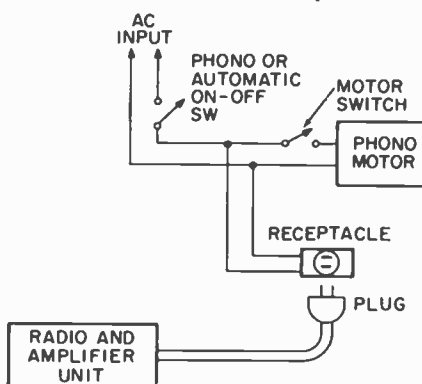 AC
INPUT
PHONO OR
AUTOMATIC
ON-OFF
SW
MOTOR
SWITCH
PHONO
MOTOR
RECEPTACLE
PLUG
RADIO AND
AMPLIFIER
UNIT